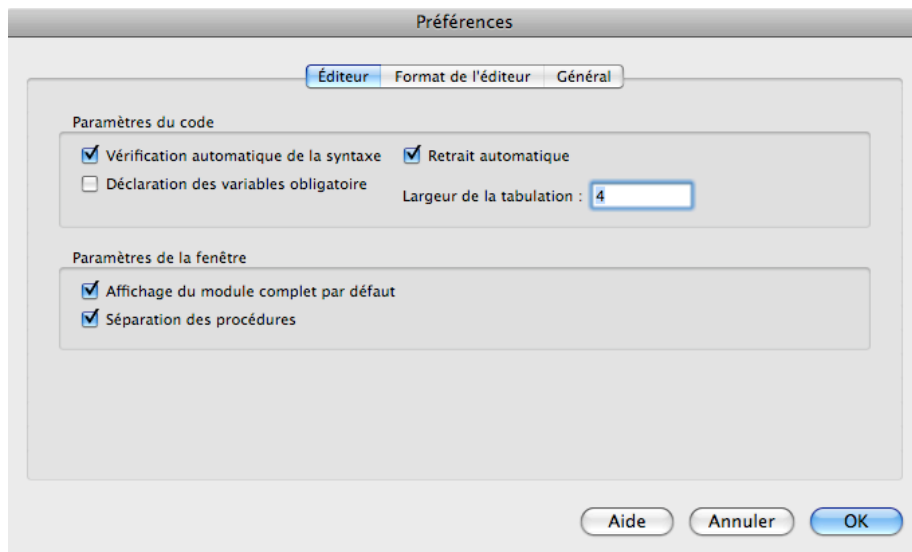 Préférences
Éditeur Format de l'éditeur Général
Paramètres du code
Vérification automatique de la syntaxe Retrait automatique
Déclaration des variables obligatoire
Largeur de la tabulation : 4
Paramètres de la fenêtre
Affichage du module complet par défaut
Séparation des procédures
Aide Annuler OK